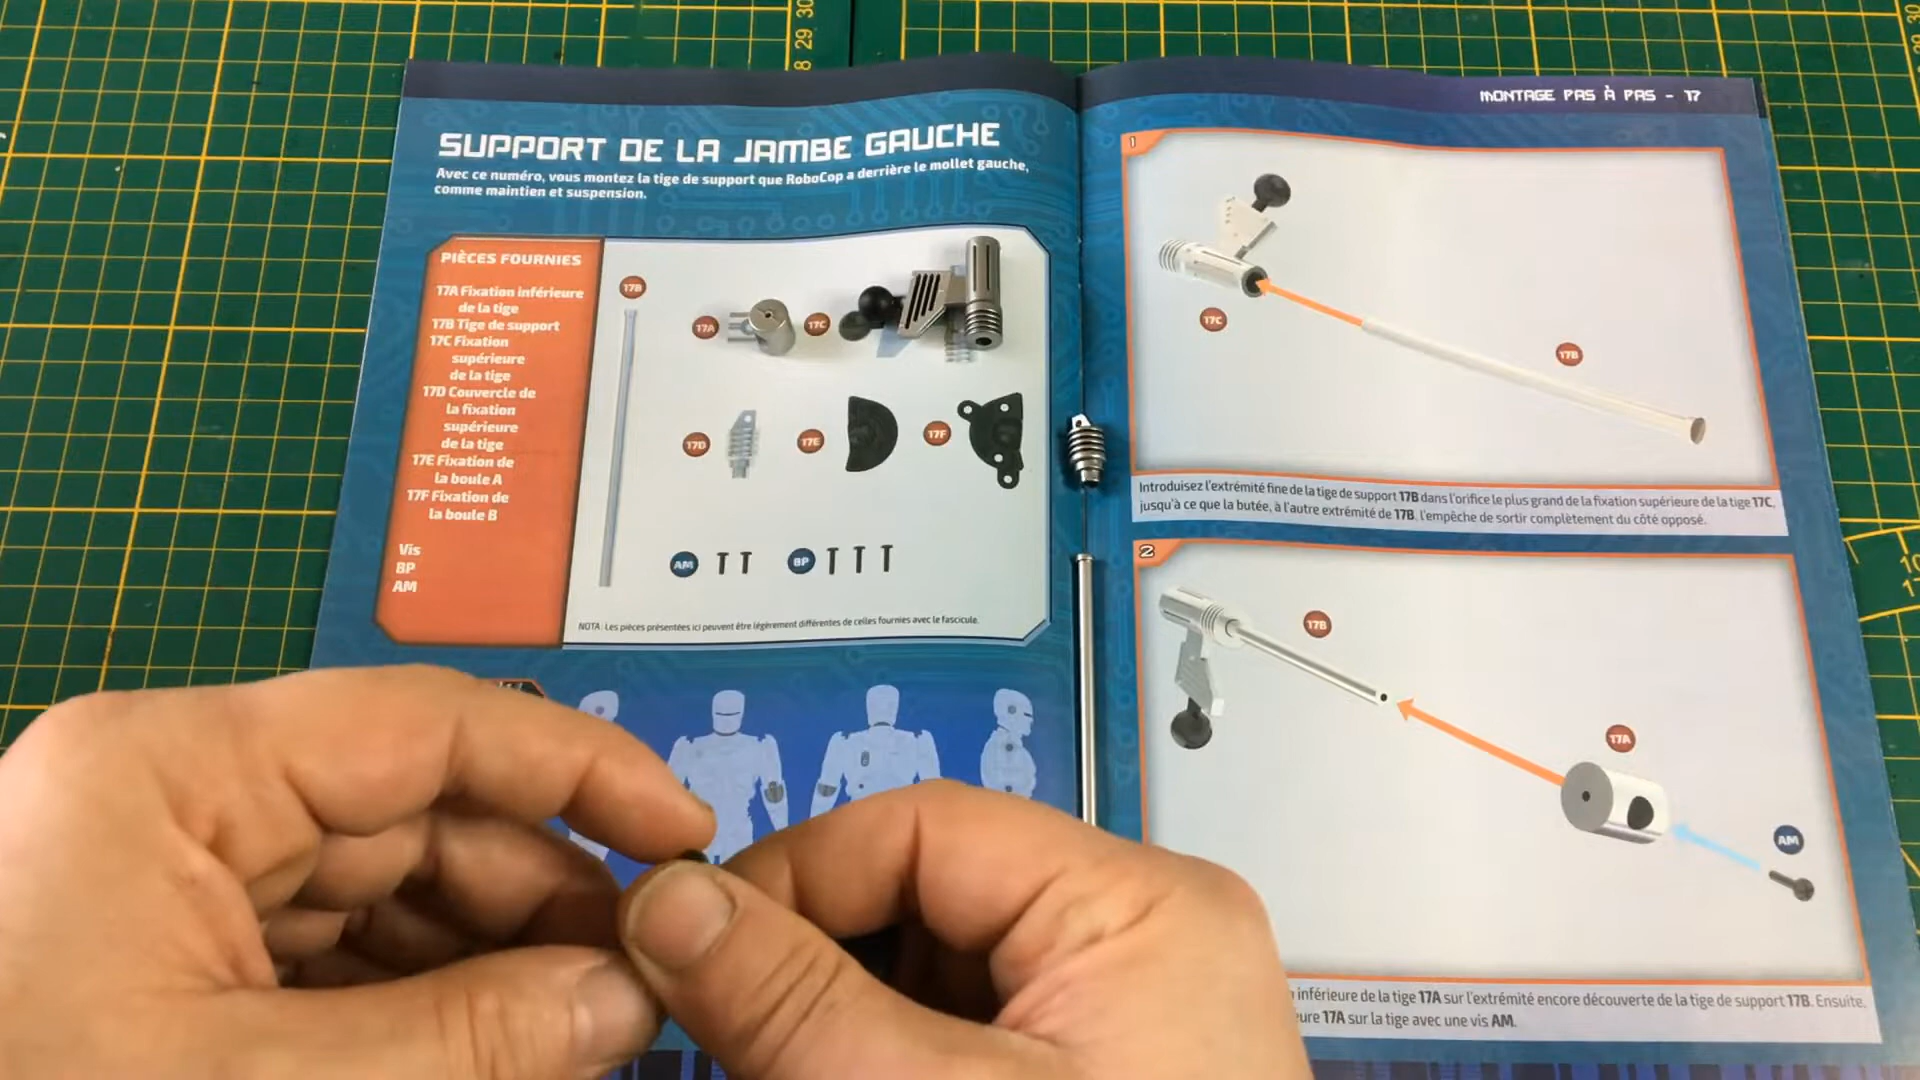 8 29 30
30
MONTAGE PAS À PAS - 17
SUPPORT DE LA JAMBE GAUCHE
Avec ce numéro, vous montez la tige de support que RoboCop a derrière le mollet gauche,
comme maintien et suspension.
PIÈCES FOURNIES
17A Fixation inférieure
de la tige
17B Tige de support
17C Fixation
supérieure
de la tige
17D Couvercle de
la fixation
supérieure
de la tige
17E Fixation de
la boule A
17F Fixation de
la boule B
Vis
BP
AM
17B
17A
17C
17D
17E
17F
AM
BP
NOTA: Les pièces présentées ici peuvent être légèrement différentes de celles fournies avec le fascicule.
1
17C
17B
Introduisez l'extrémité fine de la tige de support 17B dans l'orifice le plus grand de la fixation supérieure de la tige 17C,
jusqu'à ce que la butée, à l'autre extrémité de 17B, l'empêche de sortir complètement du côté opposé.
2
17B
17A
AM
inférieure de la tige 17A sur l'extrémité encore découverte de la tige de support 17B. Ensuite,
17A sur la tige avec une vis AM.